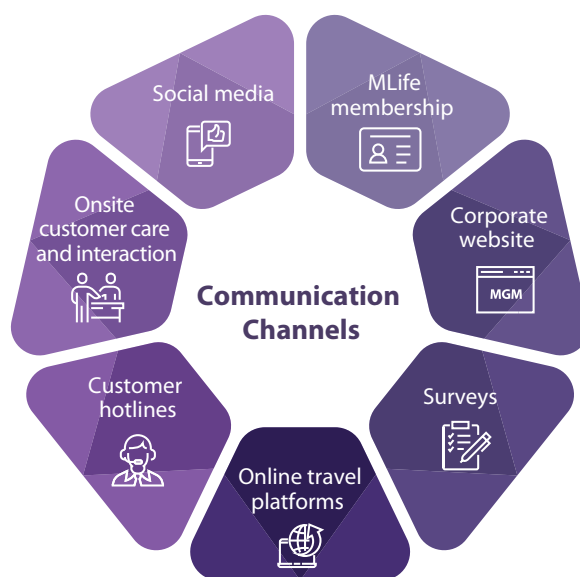 Social media
MLife
membership
Corporate
website
MGM
Surveys
Online travel
platforms
Customer
hotlines
Onsite
customer care
and interaction
Communication
Channels